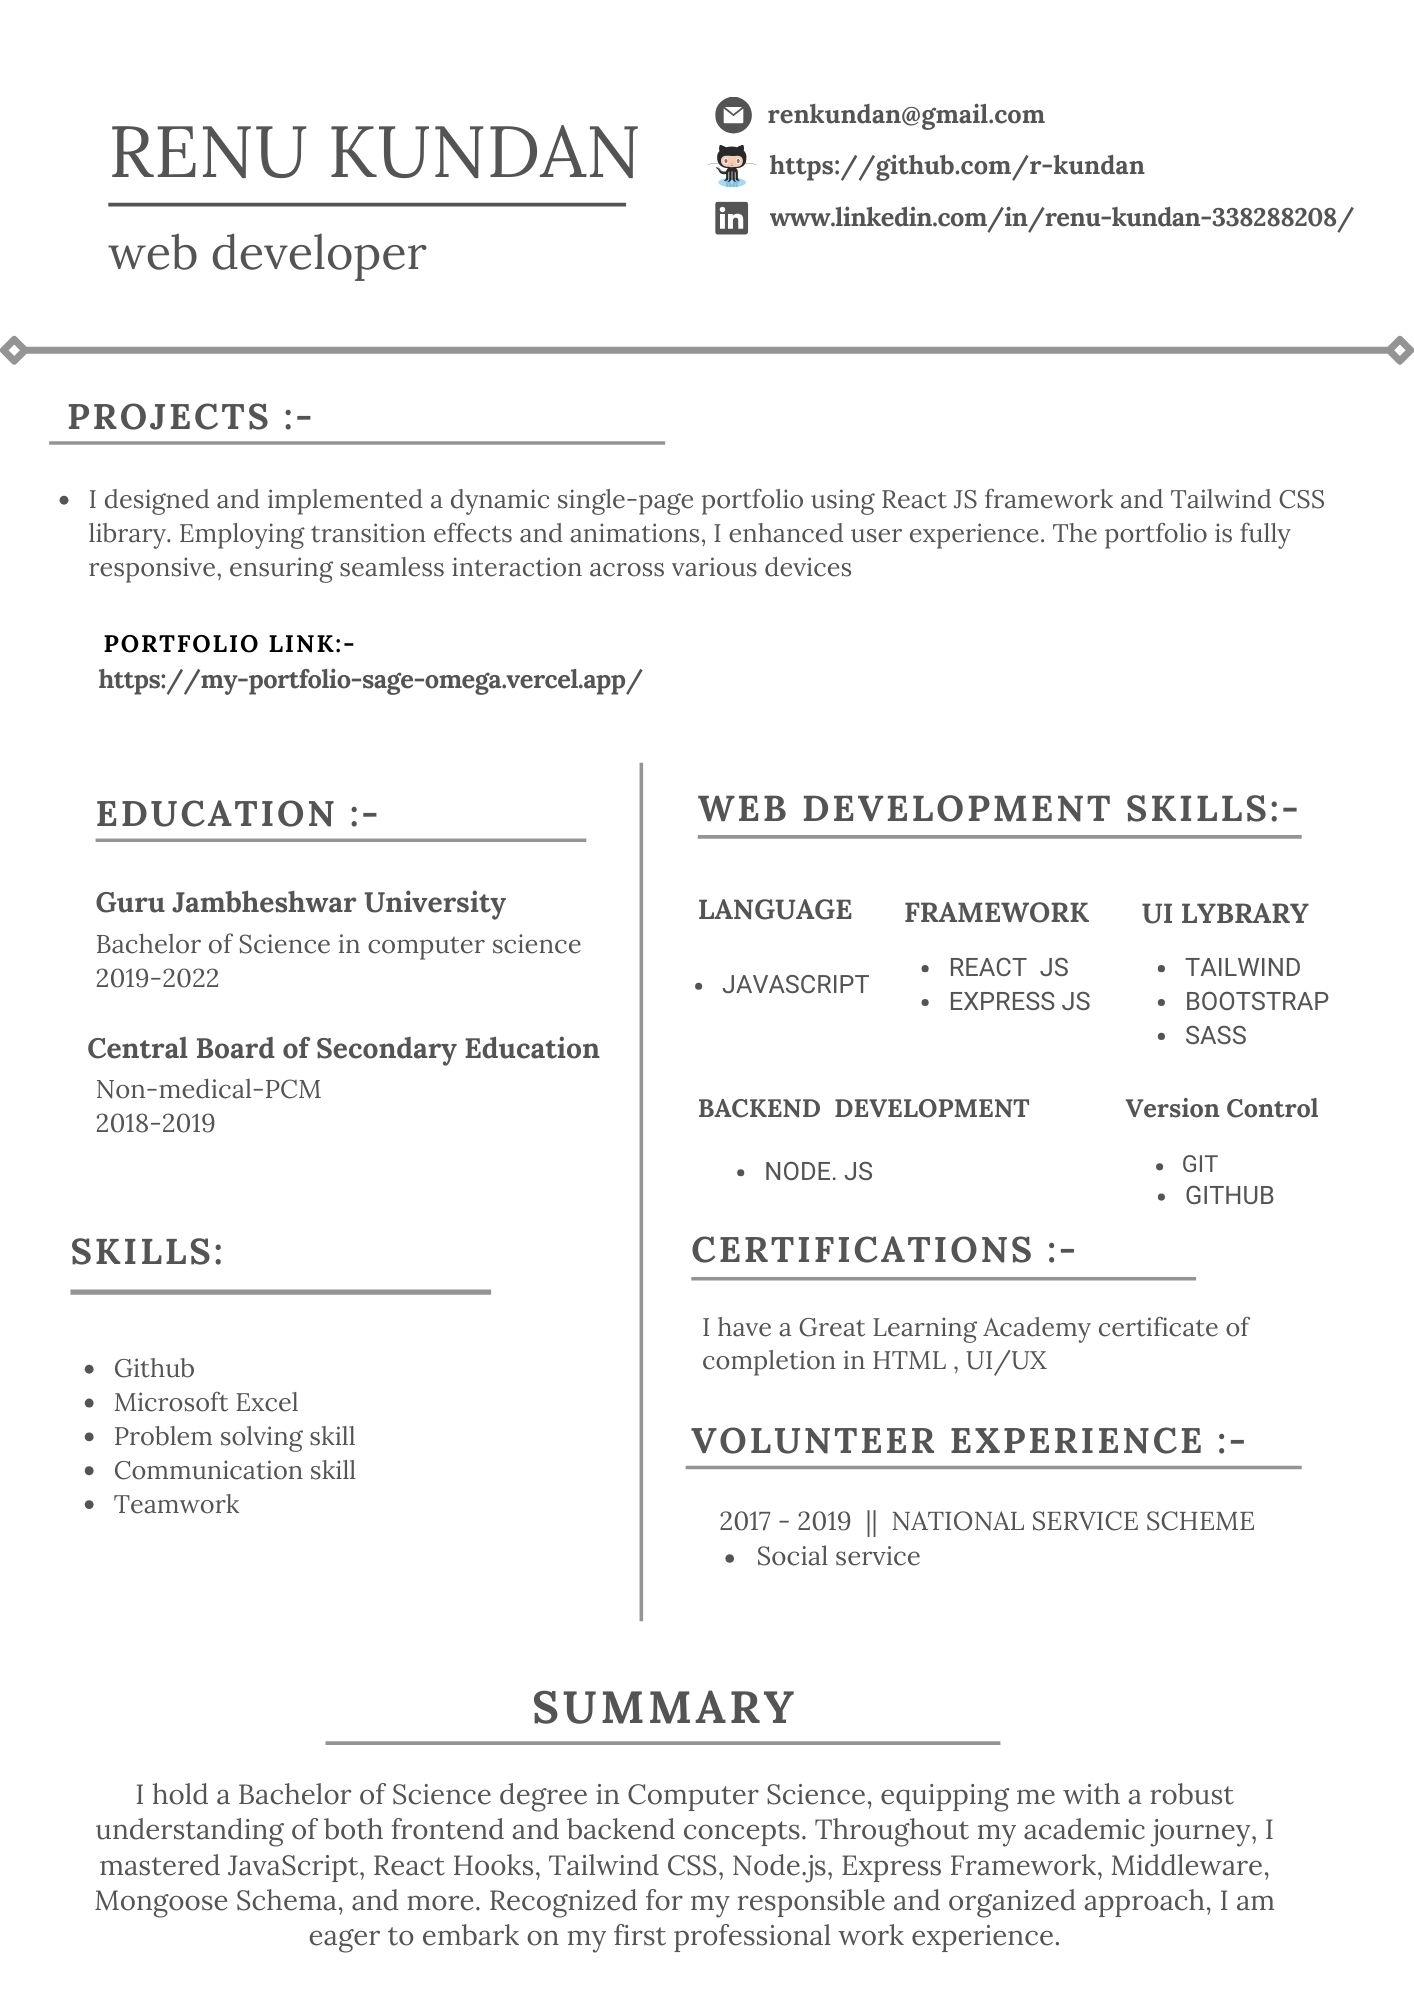 RENU KUNDAN
web developer
renkundan@gmail.com
https://github.com/r-kundan
www.linkedin.com/in/renu-kundan-338288208/
PROJECTS :-
• I designed and implemented a dynamic single-page portfolio using React JS framework and Tailwind CSS
library. Employing transition effects and animations, I enhanced user experience. The portfolio is fully
responsive, ensuring seamless interaction across various devices
PORTFOLIO LINK:-
https://my-portfolio-sage-omega.vercel.app/
EDUCATION :-
Guru Jambheshwar University
Bachelor of Science in computer science
2019-2022
Central Board of Secondary Education
Non-medical-PCM
2018-2019
SKILLS:
• Github
• Microsoft Excel
• Problem solving skill
• Communication skill
• Teamwork
WEB DEVELOPMENT SKILLS:-
LANGUAGE
• JAVASCRIPT
FRAMEWORK
• REACT JS
• EXPRESS JS
UI LYBRARY
• TAILWIND
• BOOTSTRAP
• SASS
BACKEND DEVELOPMENT
• NODE. JS
Version Control
• GIT
• GITHUB
CERTIFICATIONS :-
I have a Great Learning Academy certificate of
completion in HTML , UI/UX
VOLUNTEER EXPERIENCE :-
2017 - 2019 || NATIONAL SERVICE SCHEME
• Social service
SUMMARY
I hold a Bachelor of Science degree in Computer Science, equipping me with a robust
understanding of both frontend and backend concepts. Throughout my academic journey, I
mastered JavaScript, React Hooks, Tailwind CSS, Node.js, Express Framework, Middleware,
Mongoose Schema, and more. Recognized for my responsible and organized approach, I am
eager to embark on my first professional work experience.